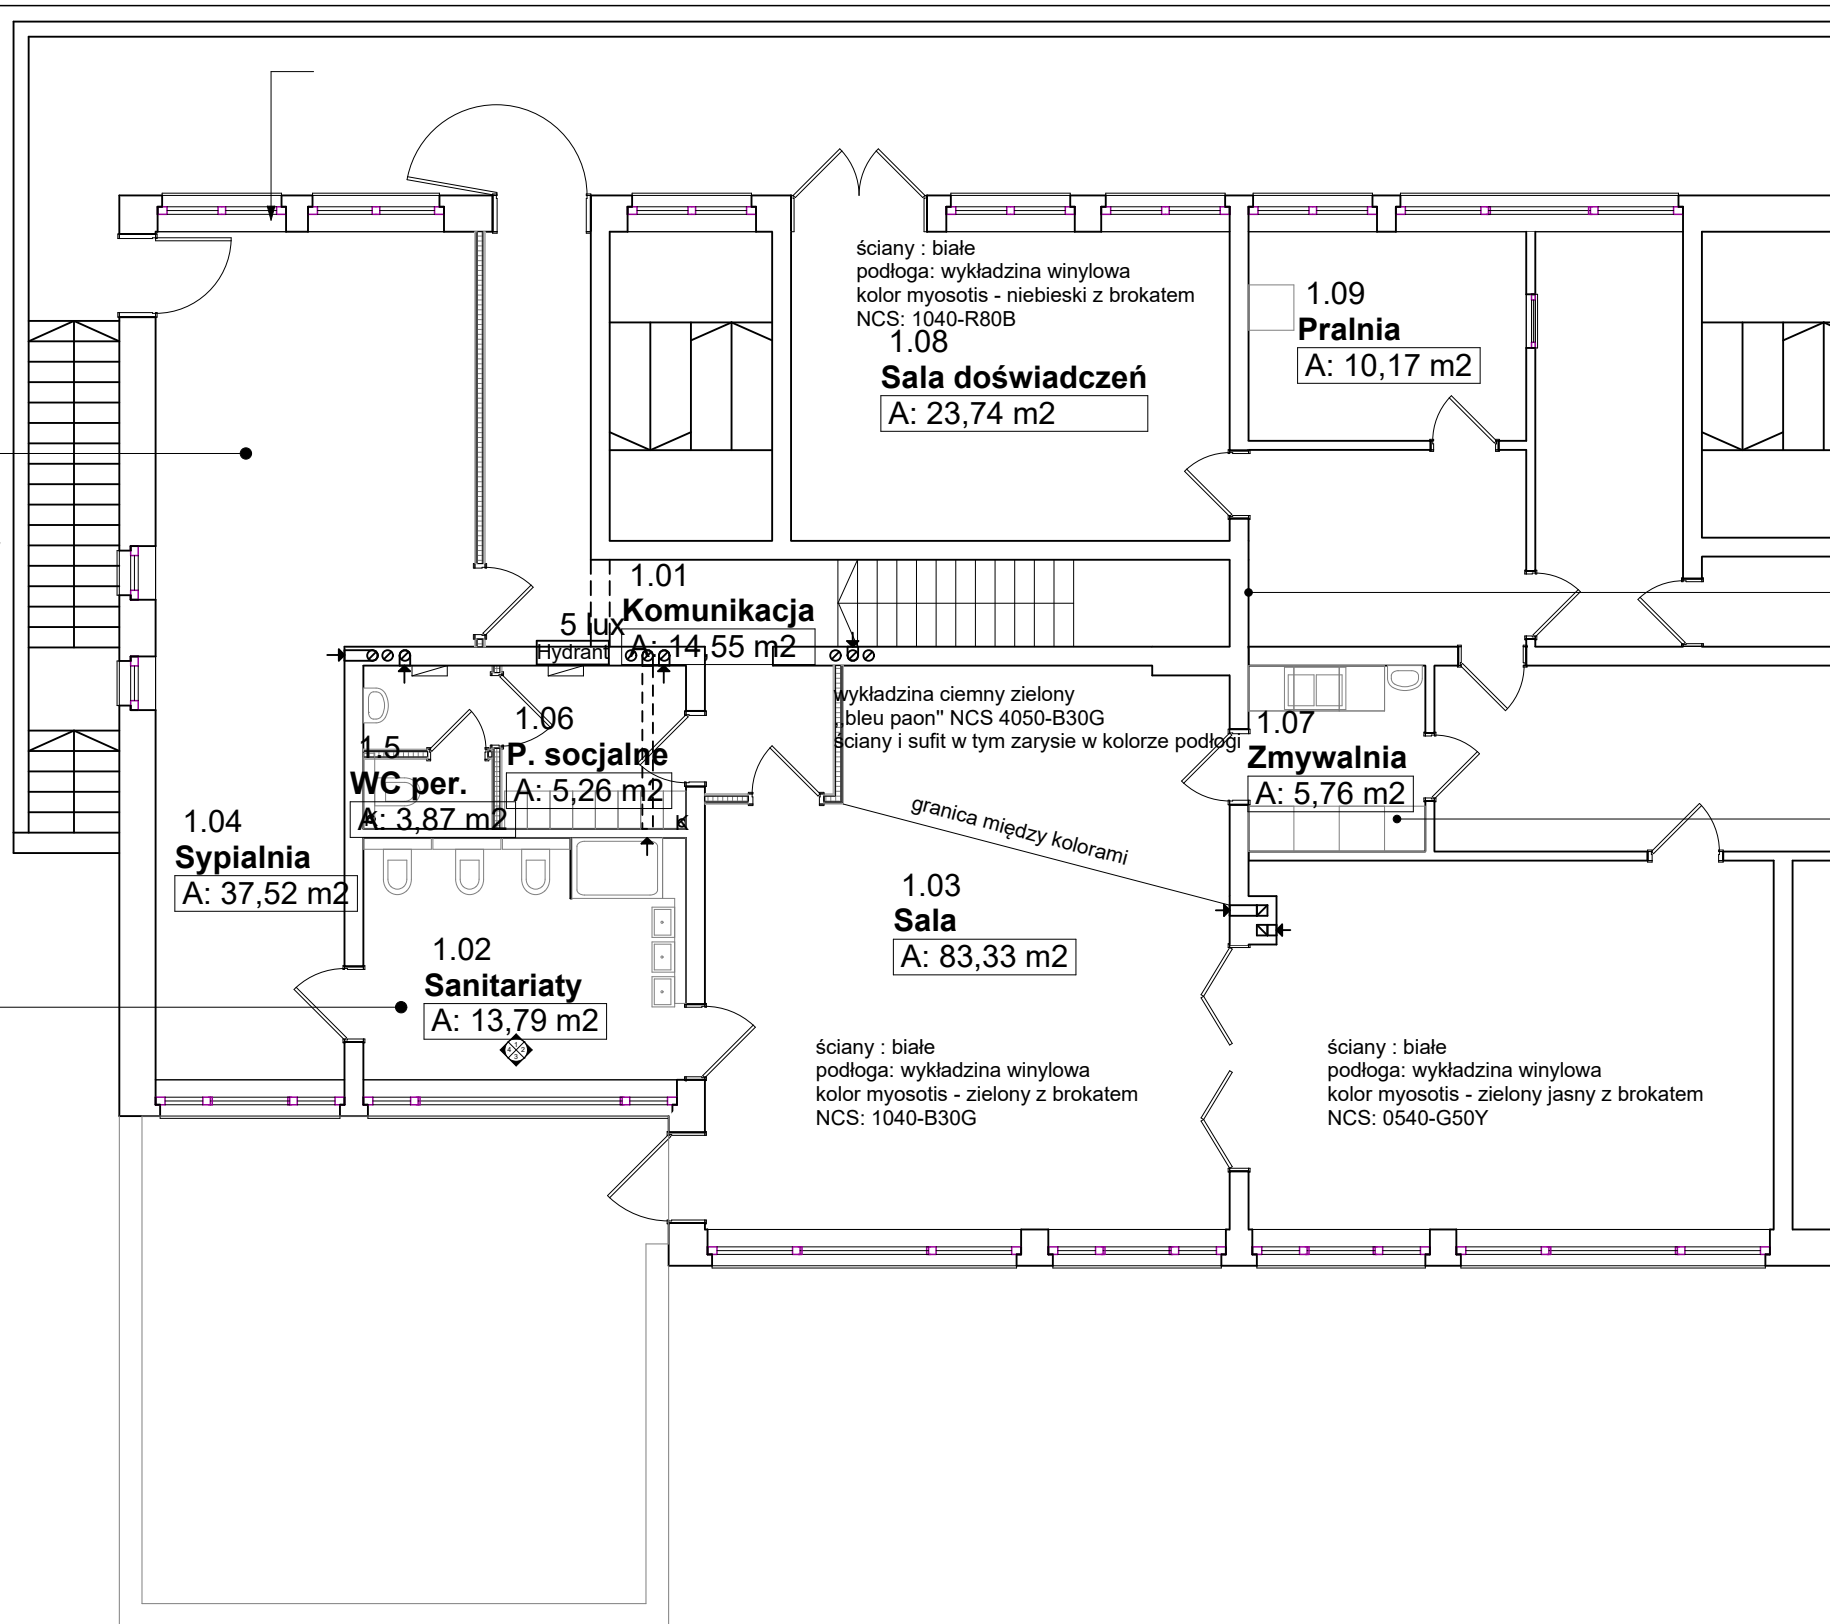 ściany : białe
podłoga: wykładzina winylowa
kolor myosotis - niebieski z brokatem
NCS: 1040-R80B
1.08
Sala doświadczeń
A: 23,74 m2
1.09
Pralnia
A: 10,17 m2
1.01
Komunikacja
A: 14,55 m2
5 lux
Hydrant
wykładzina ciemny zielony
„bleu paon" NCS 4050-B30G
ściany i sufit w tym zarysie w kolorze podłogi
1.06
P. socjalne
A: 5,26 m2
1.5
WC per.
A: 3,87 m2
1.07
Zmywalnia
A: 5,76 m2
granica między kolorami
1.04
Sypialnia
A: 37,52 m2
1.03
Sala
A: 83,33 m2
1.02
Sanitariaty
A: 13,79 m2
ściany : białe
podłoga: wykładzina winylowa
kolor myosotis - zielony z brokatem
NCS: 1040-B30G
ściany : białe
podłoga: wykładzina winylowa
kolor myosotis - zielony jasny z brokatem
NCS: 0540-G50Y